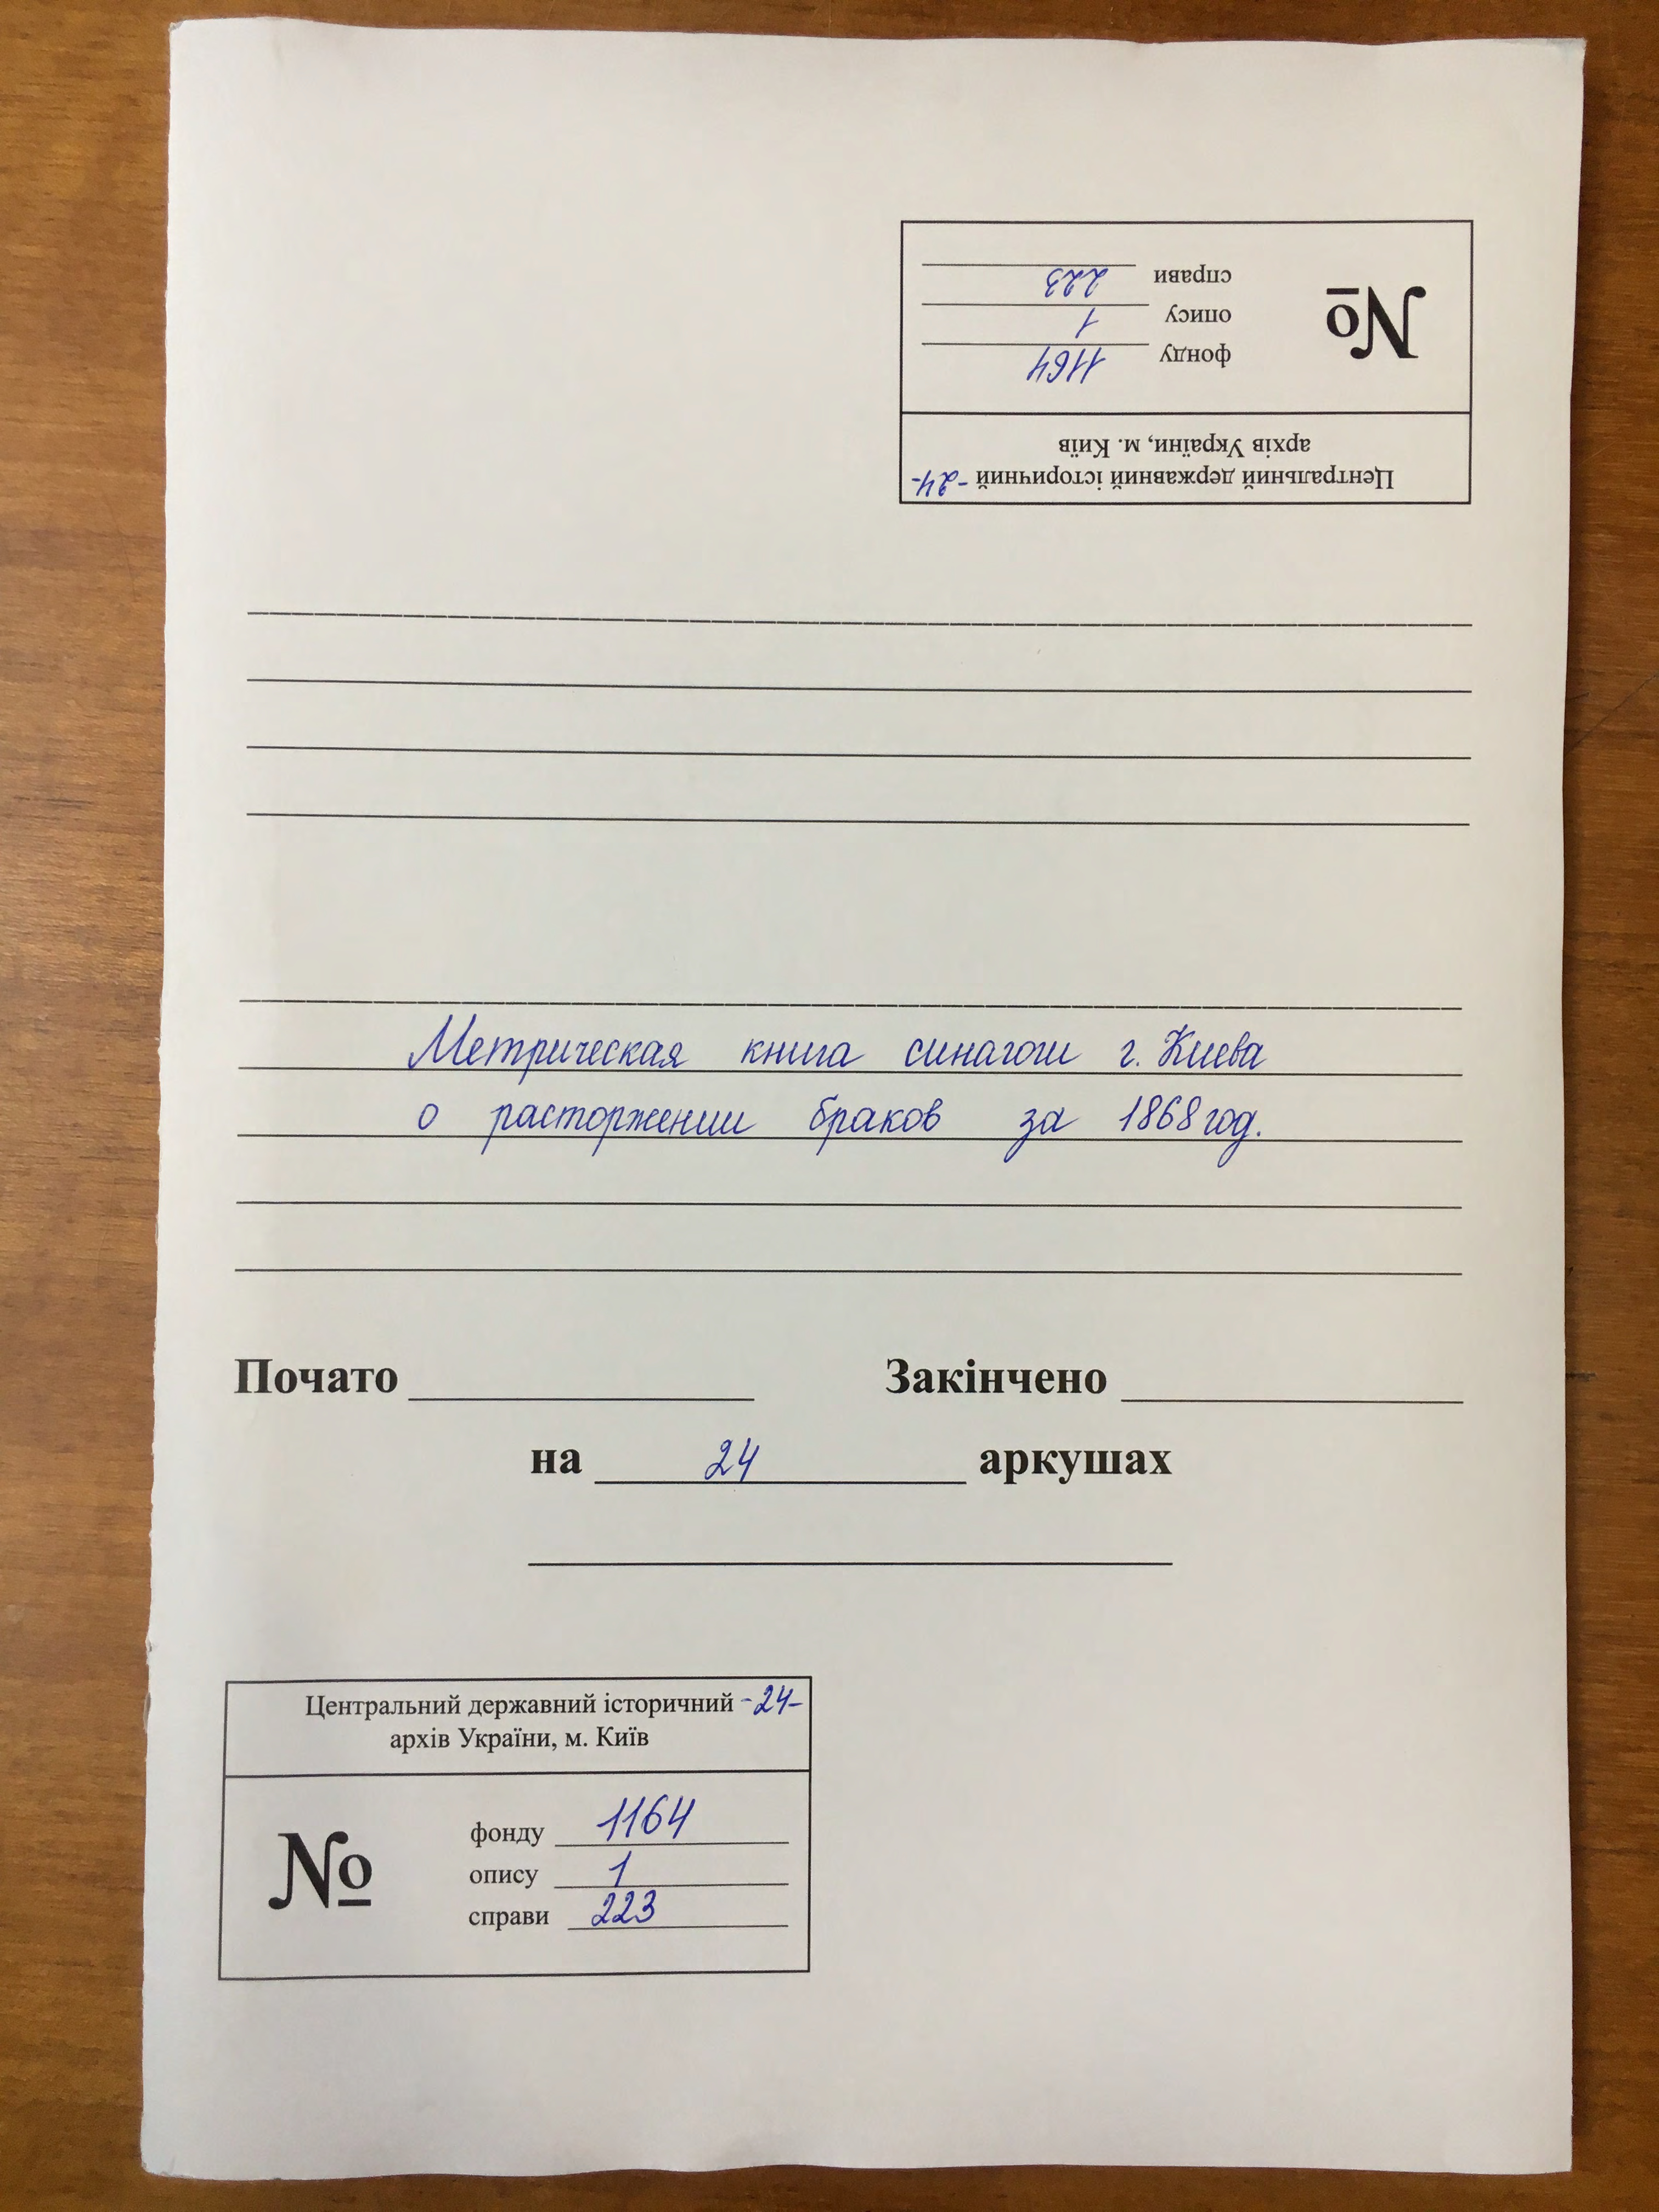 справи 223
опису 1
фонду 1164
№
Центральний державний історичний -24-
архів України, м. Київ
Метрическая книга синагоги г. Киева
о расторжении браков за 1868 год.
Почато Закінчено
на 24 аркушах
Центральний державний історичний -24-
архів України, м. Київ
№
фонду 1164
опису 1
справи 223